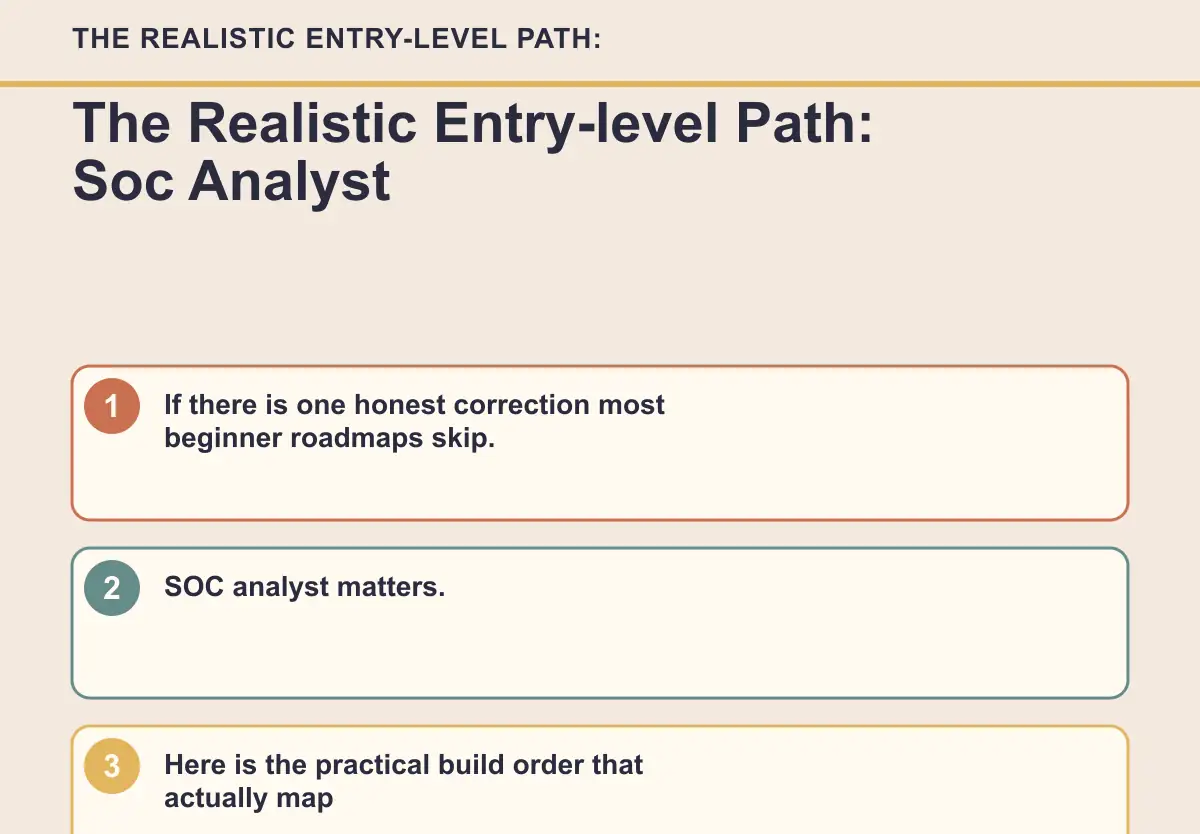 THE REALISTIC ENTRY-LEVEL PATH:
The Realistic Entry-level Path:
Soc Analyst
1
If there is one honest correction most
beginner roadmaps skip.
2
SOC analyst matters.
3
Here is the practical build order that
actually map